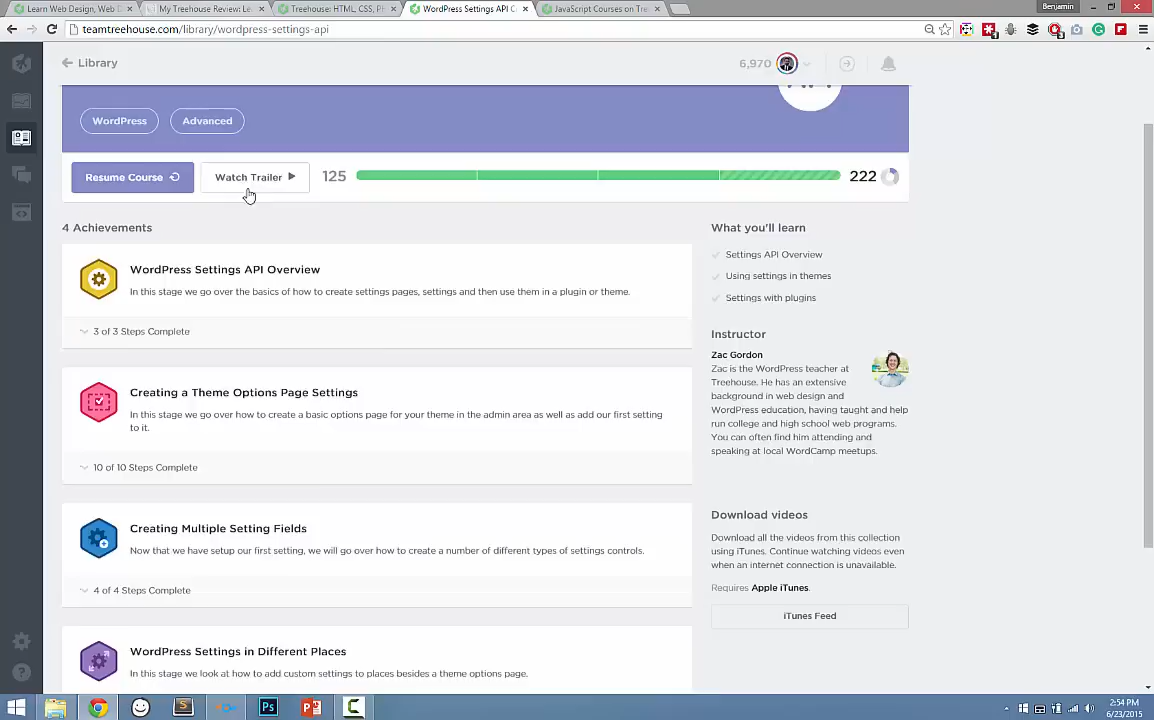 Learn Web Design, Web D
My Treehouse Review: Le
Treehouse: HTML, CSS, PH
WordPress Settings API C
JavaScript Courses on Tre
Benjamin
teamtreehouse.com/library/wordpress-settings-api
Library
6,970
WordPress
Advanced
Resume Course
Watch Trailer
125
222
4 Achievements
WordPress Settings API Overview
In this stage we go over the basics of how to create settings pages, settings and then use them in a plugin or theme.
3 of 3 Steps Complete
Creating a Theme Options Page Settings
In this stage we go over how to create a basic options page for your theme in the admin area as well as add our first setting
to it.
10 of 10 Steps Complete
Creating Multiple Setting Fields
Now that we have setup our first setting, we will go over how to create a number of different types of settings controls.
4 of 4 Steps Complete
WordPress Settings in Different Places
In this stage we look at how to add custom settings to places besides a theme options page.
What you'll learn
Settings API Overview
Using settings in themes
Settings with plugins
Instructor
Zac Gordon
Zac is the WordPress teacher at
Treehouse. He has an extensive
background in web design and
WordPress education, having taught and help
run college and high school web programs.
You can often find him attending and
speaking at local WordCamp meetups.
Download videos
Download all the videos from this collection
using iTunes. Continue watching videos even
when an internet connection is unavailable.
Requires Apple iTunes.
iTunes Feed
2:54 PM
6/23/2015